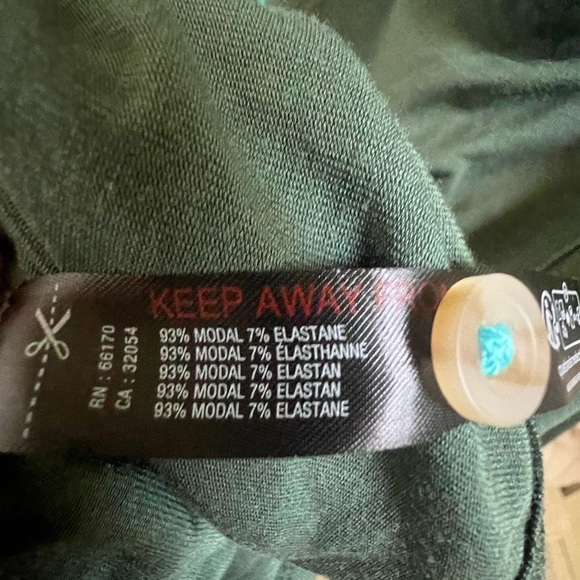 KEEP AWAY FROM
93% MODAL 7% ELASTANE
93% MODAL 7% ÉLASTHANNE
93% MODAL 7% ELASTAN
93% MODAL 7% ELASTAN
93% MODAL 7% ELASTANE
RN : 66170
CA : 32054